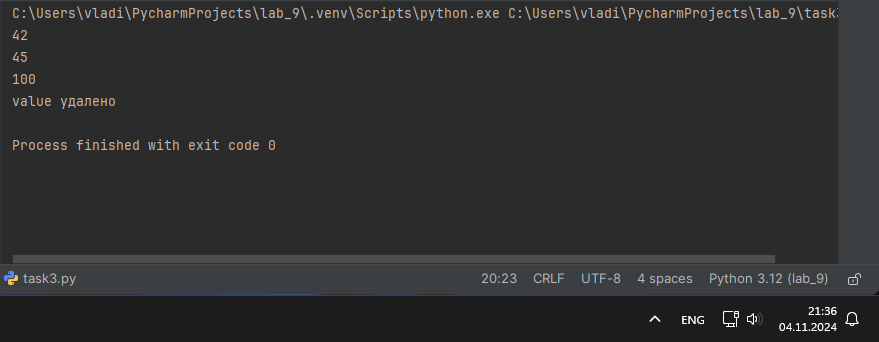 C:\Users\vladi\PycharmProjects\lab_9\.venv\Scripts\python.exe C:\Users\vladi\PycharmProjects\lab_9\task3
42
45
100
value удалено
Process finished with exit code 0
task3.py 20:23 CRLF UTF-8 4 spaces Python 3.12 (lab_9)
ENG 21:36
04.11.2024